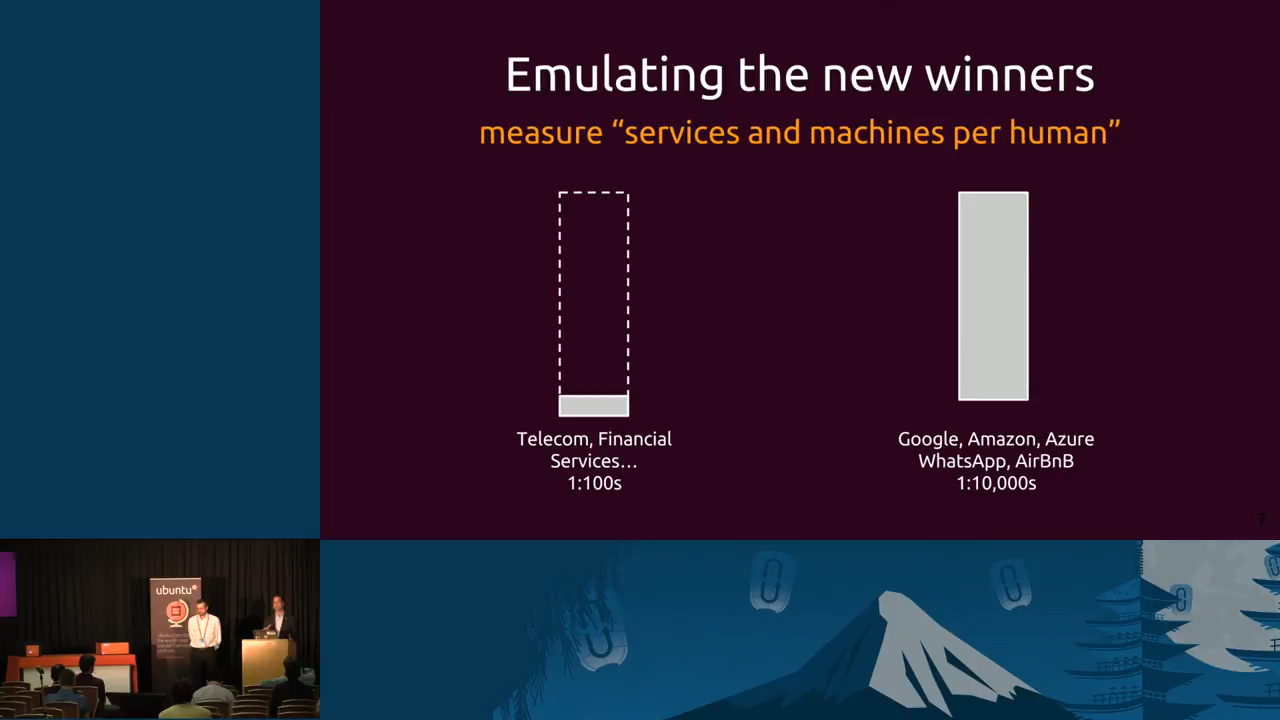 Emulating the new winners
measure “services and machines per human”
Telecom, Financial
Services…
1:100s
Google, Amazon, Azure
WhatsApp, AirBnB
1:10,000s
7
ubuntu